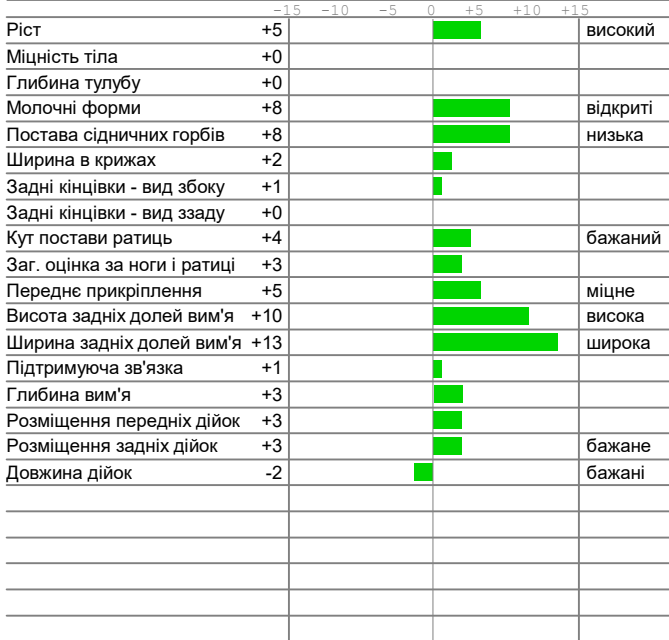 -15 -10 -5 0 +5 +10 +15
Ріст +5 високий
Міцність тіла +0
Глибина тулубу +0
Молочні форми +8 відкриті
Постава сідничних горбів +8 низька
Ширина в крижах +2
Задні кінцівки - вид збоку +1
Задні кінцівки - вид ззаду +0
Кут постави ратиць +4 бажаний
Заг. оцінка за ноги і ратиці +3
Переднє прикріплення +5 міцне
Висота задніх долей вим'я +10 висока
Ширина задніх долей вим'я +13 широка
Підтримуюча зв'язка +1
Глибина вим'я +3
Розміщення передніх дійок +3
Розміщення задніх дійок +3 бажане
Довжина дійок -2 бажані